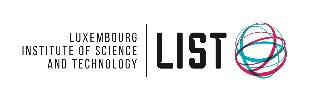 LUXEMBOURG
INSTITUTE OF SCIENCE
AND TECHNOLOGY
LIST